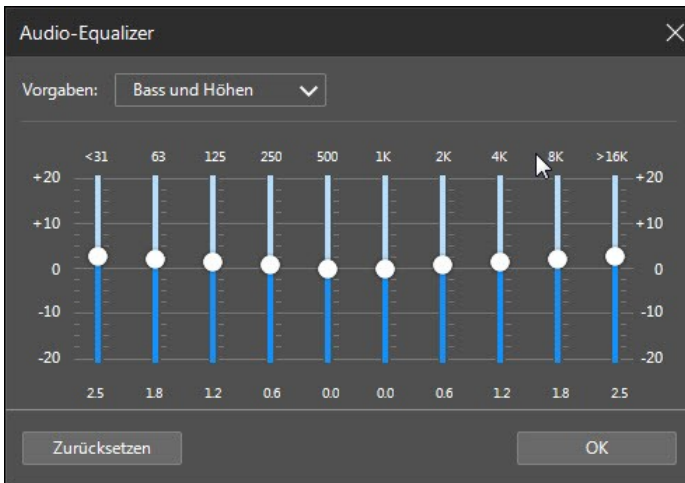 Audio-Equalizer
Vorgaben: Bass und Höhen
<31 63 125 250 500 1K 2K 4K 8K >16K
+20 +20
+10 +10
0 0
-10 -10
-20 -20
2.5 1.8 1.2 0.6 0.0 0.0 0.6 1.2 1.8 2.5
Zurücksetzen OK